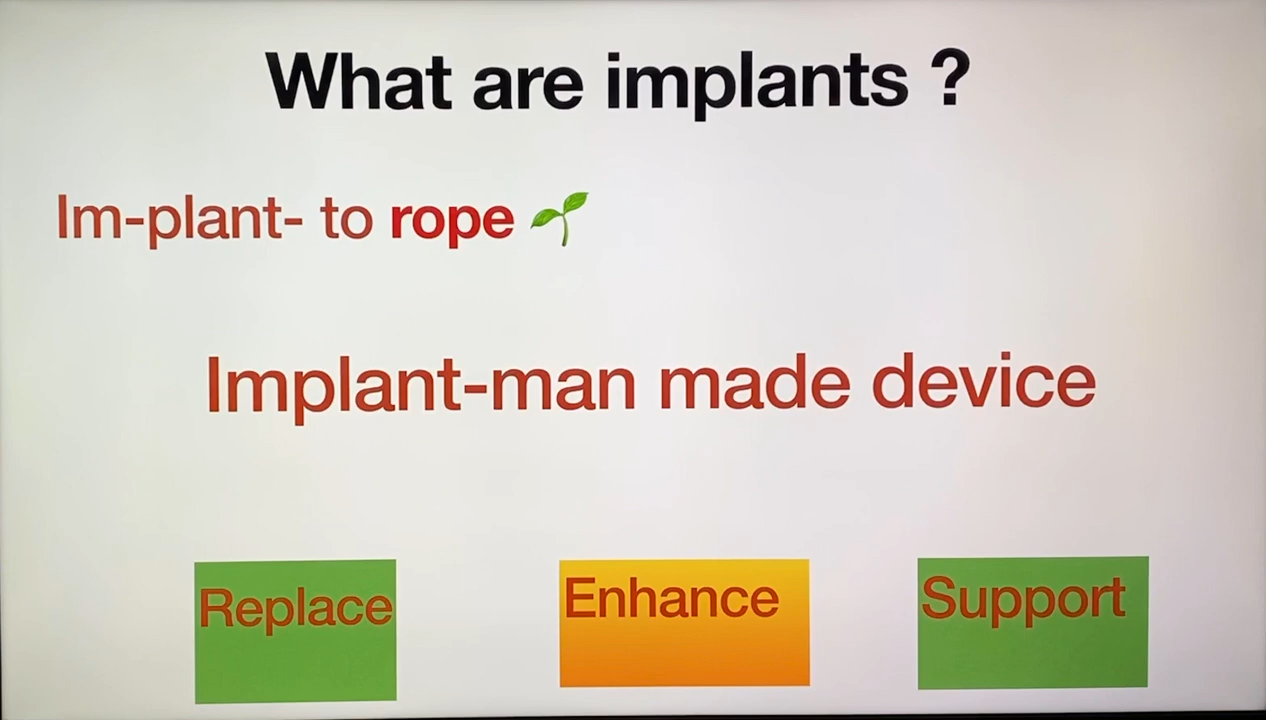 What are implants ?
Im-plant- to rope 🌱
Implant-man made device
Replace
Enhance
Support